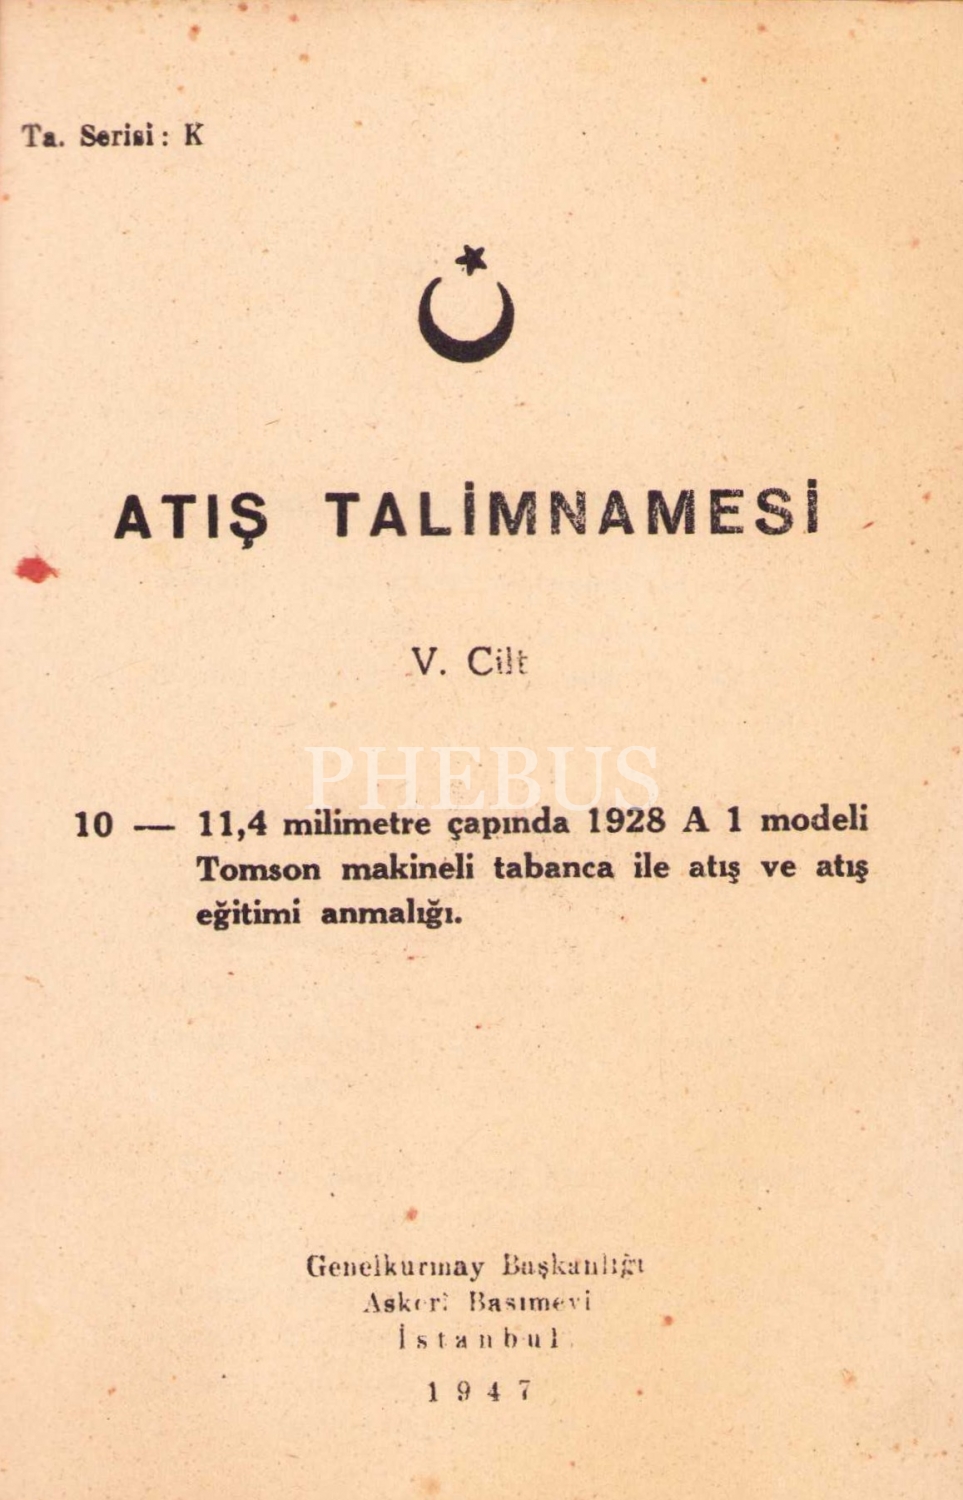 Ta. Serisi: K
ATIŞ TALİMNAMESİ
V. Cilt
PHEBUS
10 — 11,4 milimetre çapında 1928 A 1 modeli
Tomson makineli tabanca ile atış ve atış
eğitimi anmalığı.
Genelkurmay Başkanlığı
Askerî Basımevi
İstanbul
1947